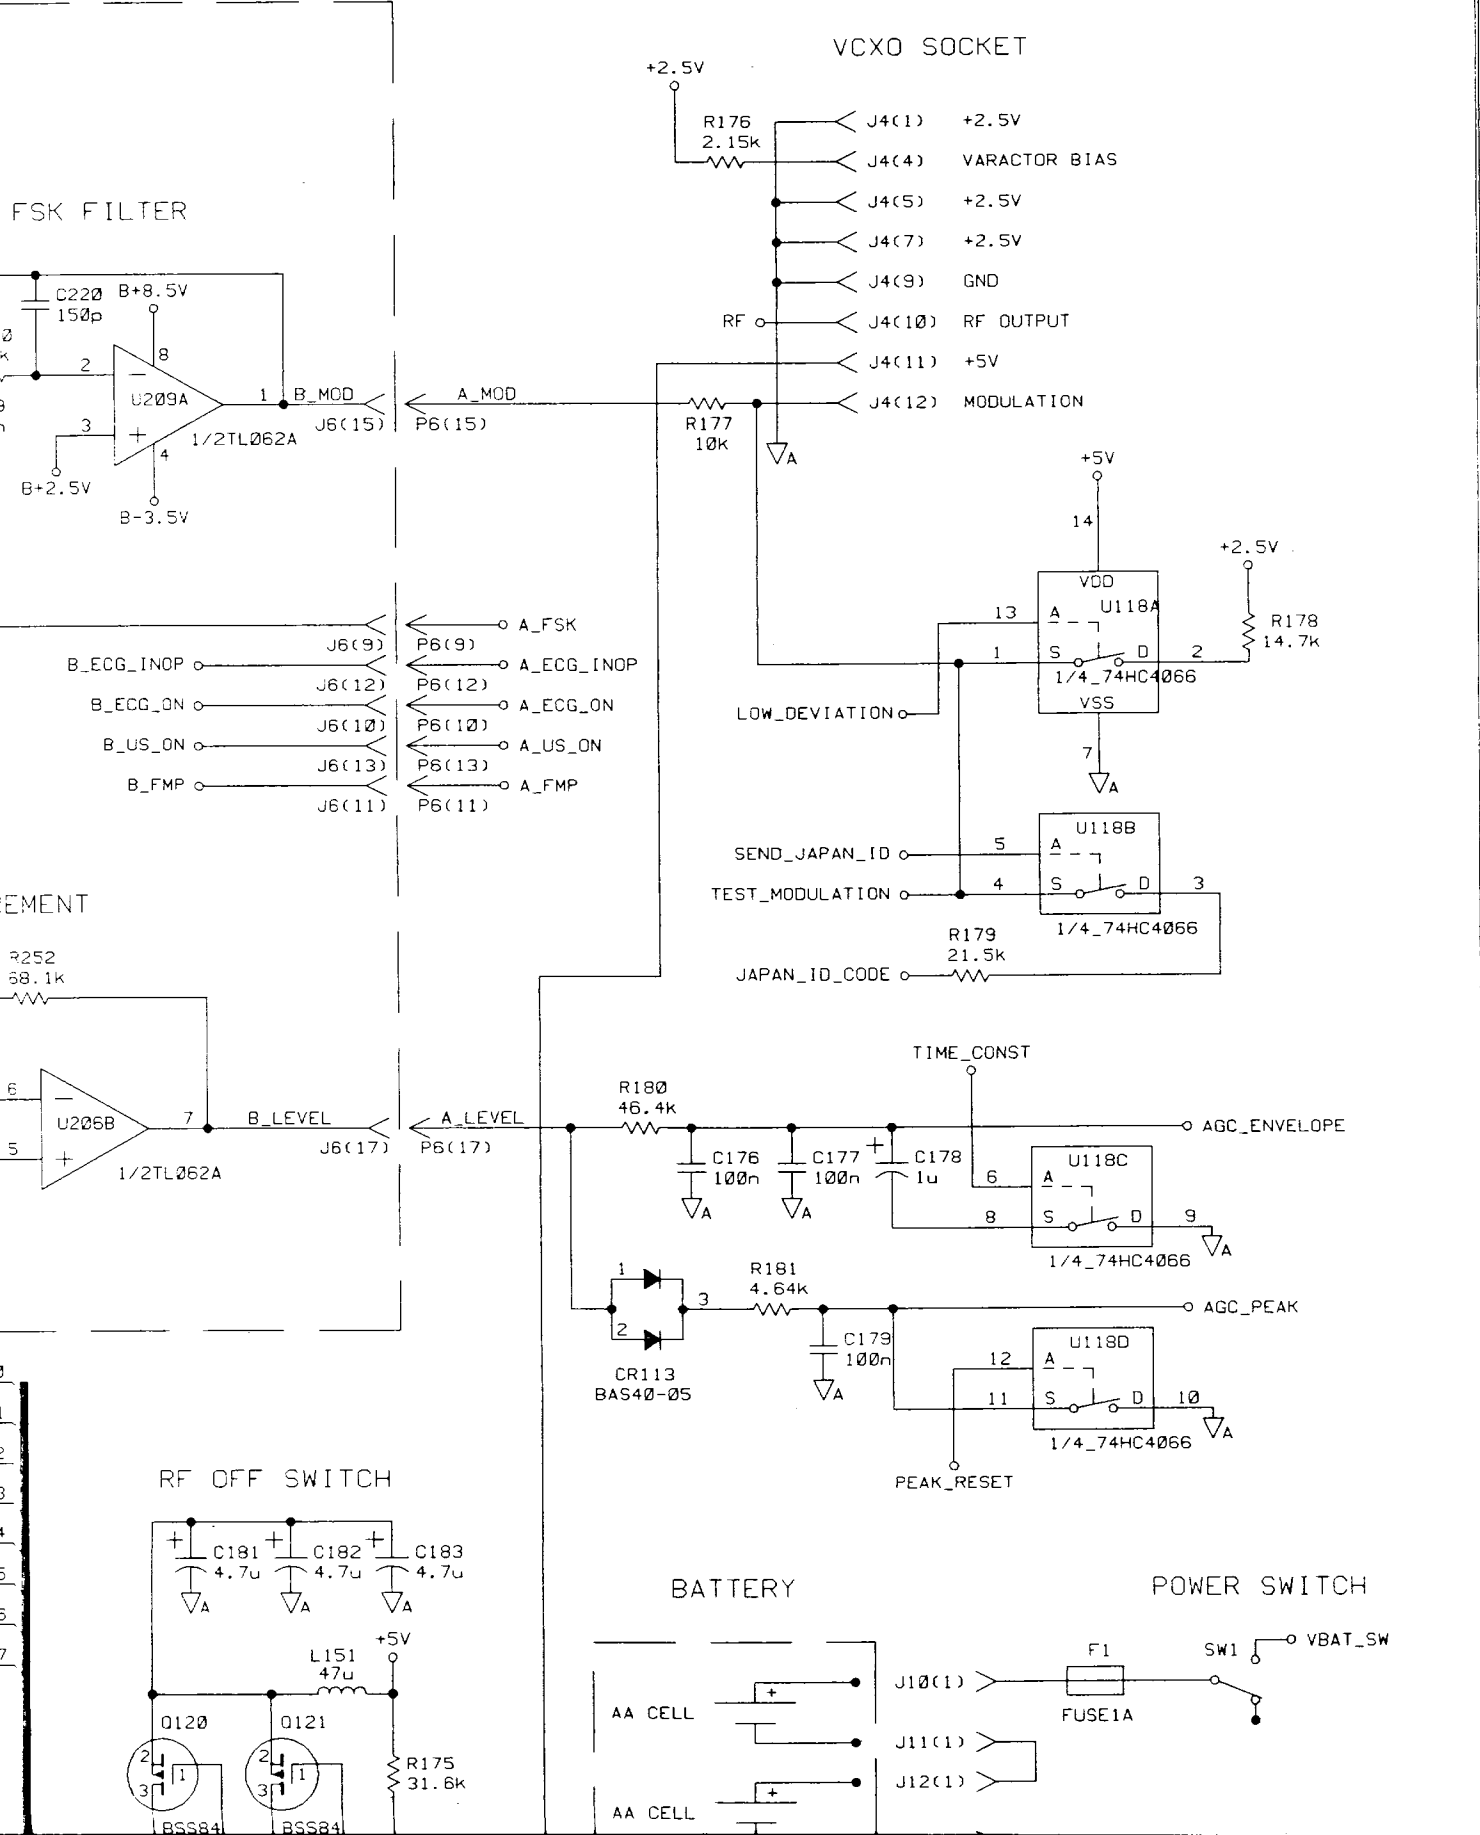 VCXO SOCKET
+2.5V
R176
2.15k
J4(1) +2.5V
J4(4) VARACTOR BIAS
J4(5) +2.5V
J4(7) +2.5V
J4(9) GND
RF J4(10) RF OUTPUT
J4(11) +5V
J4(12) MODULATION
R177
10k
A
FSK FILTER
C220
150p
B+8.5V
8
2
U209A
1
3
4
1/2TL062A
B+2.5V
B-3.5V
B_MOD
J6(15)
A_MOD
P6(15)
+5V
14
VDD
U118A
13
A
1
S
D
2
1/4_74HC4066
VSS
7
A
+2.5V
R178
14.7k
LOW_DEVIATION
J6(9) P6(9)
A_FSK
B_ECG_INOP
J6(12) P6(12)
A_ECG_INOP
B_ECG_ON
J6(10) P6(10)
A_ECG_ON
B_US_ON
J6(13) P6(13)
A_US_ON
B_FMP
J6(11) P6(11)
A_FMP
U118B
SEND_JAPAN_ID
5
A
TEST_MODULATION
4
S
D
3
1/4_74HC4066
R179
21.5k
JAPAN_ID_CODE
EMENT
R252
68.1k
6
U206B
7
5
1/2TL062A
B_LEVEL
J6(17)
A_LEVEL
P6(17)
TIME_CONST
R180
46.4k
AGC_ENVELOPE
C176
100n
A
C177
100n
A
+
C178
1u
U118C
6
A
8
S
D
9
A
1/4_74HC4066
1
2
3
CR113
BAS40-05
R181
4.64k
AGC_PEAK
C179
100n
A
U118D
12
A
11
S
D
10
A
1/4_74HC4066
PEAK_RESET
RF OFF SWITCH
+
C181
4.7u
A
+
C182
4.7u
A
+
C183
4.7u
A
+5V
L151
47u
Q120
2
3
1
BSS84
Q121
2
3
1
BSS84
R175
31.6k
BATTERY
AA CELL
+
J10(1)
J11(1)
J12(1)
AA CELL
+
POWER SWITCH
F1
FUSE1A
SW1
VBAT_SW